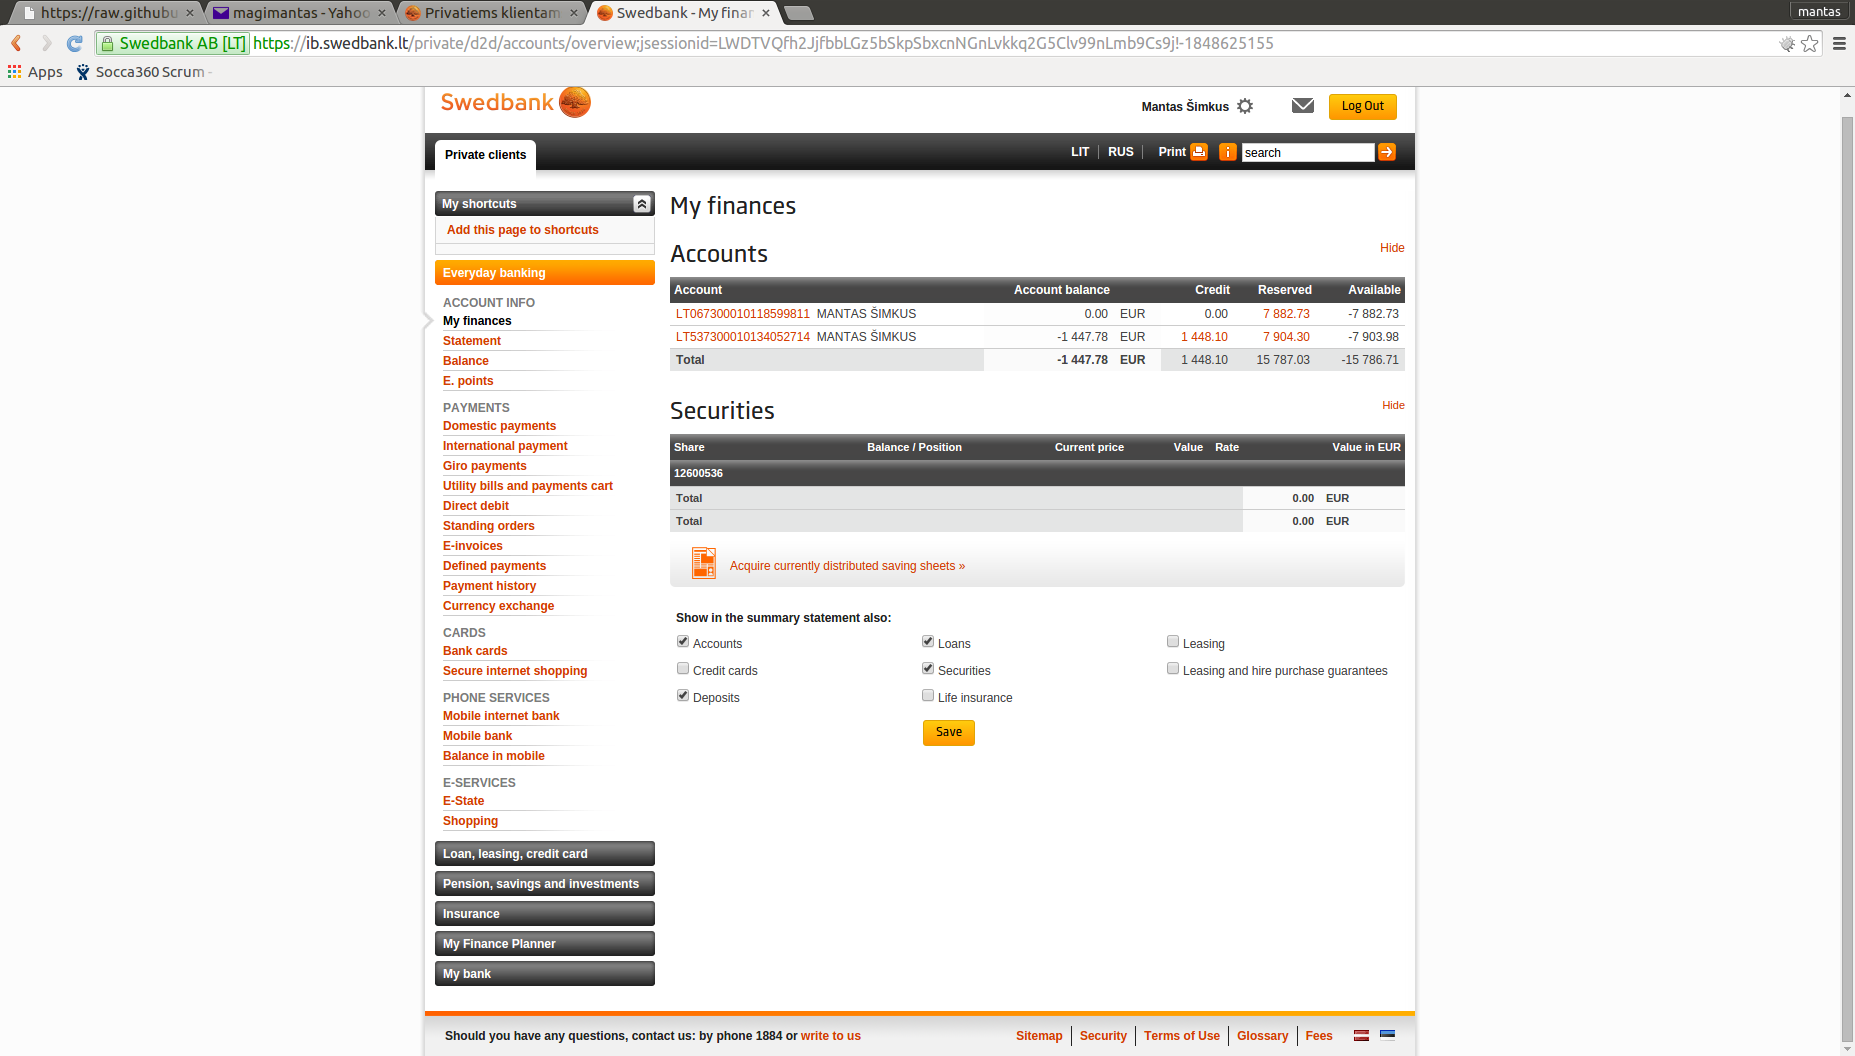 https://raw.githubu
magimantas - Yahoo
Privatiems klientam
Swedbank - My finan
mantas
Swedbank AB [LT]
https://ib.swedbank.lt/private/d2d/accounts/overview;jsessionid=LWDTVQfh2JjfbbLGz5bSkpSbxcnNGnLvkkq2G5Clv99nLmb9Cs9j!-1848625155
Apps
Socca360 Scrum -
Swedbank
Mantas Šimkus
Log Out
Private clients
LIT
RUS
Print
search
My shortcuts
Add this page to shortcuts
Everyday banking
ACCOUNT INFO
My finances
Statement
Balance
E. points
PAYMENTS
Domestic payments
International payment
Giro payments
Utility bills and payments cart
Direct debit
Standing orders
E-invoices
Defined payments
Payment history
Currency exchange
CARDS
Bank cards
Secure internet shopping
PHONE SERVICES
Mobile internet bank
Mobile bank
Balance in mobile
E-SERVICES
E-State
Shopping
Loan, leasing, credit card
Pension, savings and investments
Insurance
My Finance Planner
My bank
My finances
Accounts
Hide
Account Account balance Credit Reserved Available
LT067300010118599811 MANTAS ŠIMKUS 0.00 EUR 0.00 7 882.73 -7 882.73
LT537300010134052714 MANTAS ŠIMKUS -1 447.78 EUR 1 448.10 7 904.30 -7 903.98
Total -1 447.78 EUR 1 448.10 15 787.03 -15 786.71
Securities
Hide
Share Balance / Position Current price Value Rate Value in EUR
12600536
Total 0.00 EUR
Total 0.00 EUR
Acquire currently distributed saving sheets »
Show in the summary statement also:
Accounts Loans Leasing
Credit cards Securities Leasing and hire purchase guarantees
Deposits Life insurance
Save
Should you have any questions, contact us: by phone 1884 or write to us
Sitemap Security Terms of Use Glossary Fees